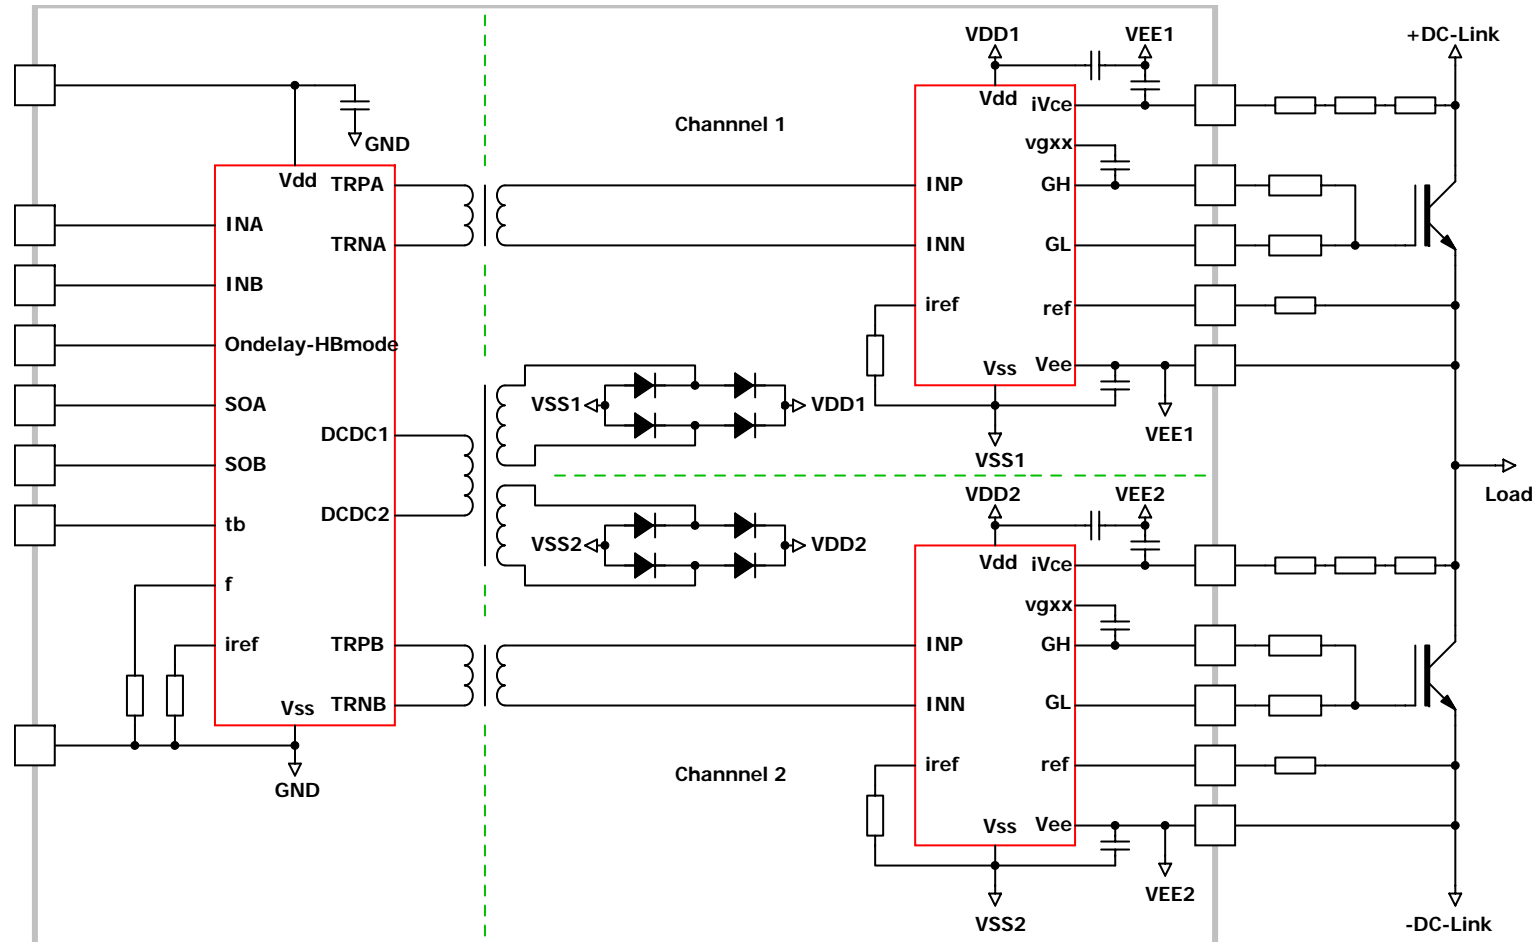 VDD1
VEE1
+DC-Link
Vdd
iVce
Channnel 1
GND
vgxx
Vdd
TRPA
INP
GH
INA
TRNA
INN
GL
INB
iref
ref
Ondelay-HBmode
Vss
Vee
SOA
VSS1
VDD1
DCDC1
VEE1
SOB
VSS1
VDD2
VEE2
Load
DCDC2
tb
VSS2
VDD2
Vdd
iVce
f
vgxx
iref
TRPB
INP
GH
Vss
TRNB
INN
GL
Channnel 2
iref
ref
GND
Vss
Vee
VEE2
VSS2
-DC-Link